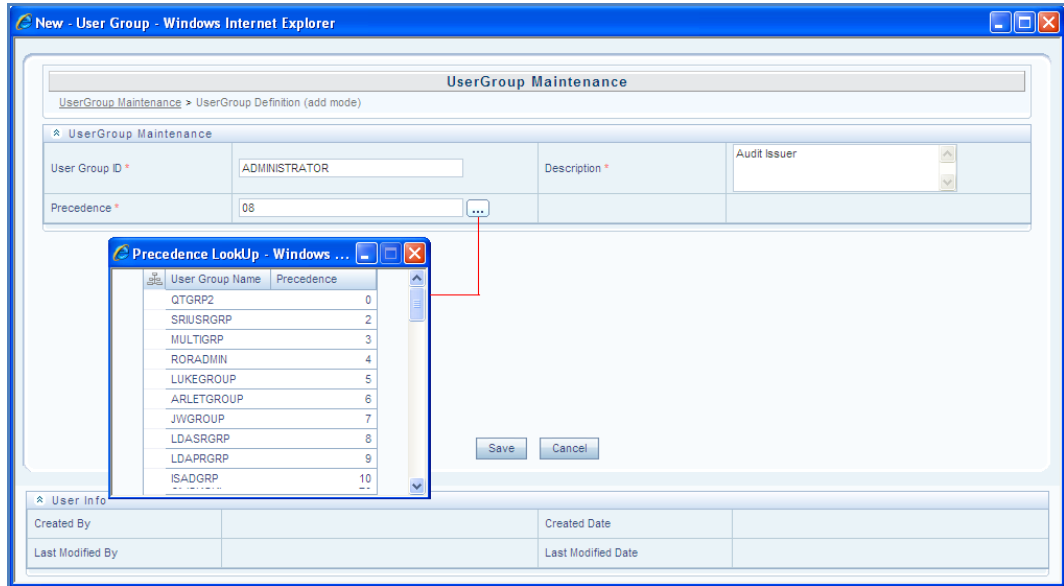 New - User Group - Windows Internet Explorer
UserGroup Maintenance
UserGroup Maintenance > UserGroup Definition (add mode)
UserGroup Maintenance
User Group ID * ADMINISTRATOR Description * Audit Issuer
Precedence * 08 ...
Precedence LookUp - Windows ...
User Group Name Precedence
QTGRP2 0
SRIUSRGRP 2
MULTIGRP 3
RORADMIN 4
LUKEGROUP 5
ARLETGROUP 6
JWGROUP 7
LDASRGRP 8
LDAPRGRP 9
ISADGRP 10
Save Cancel
User Info
Created By Created Date
Last Modified By Last Modified Date